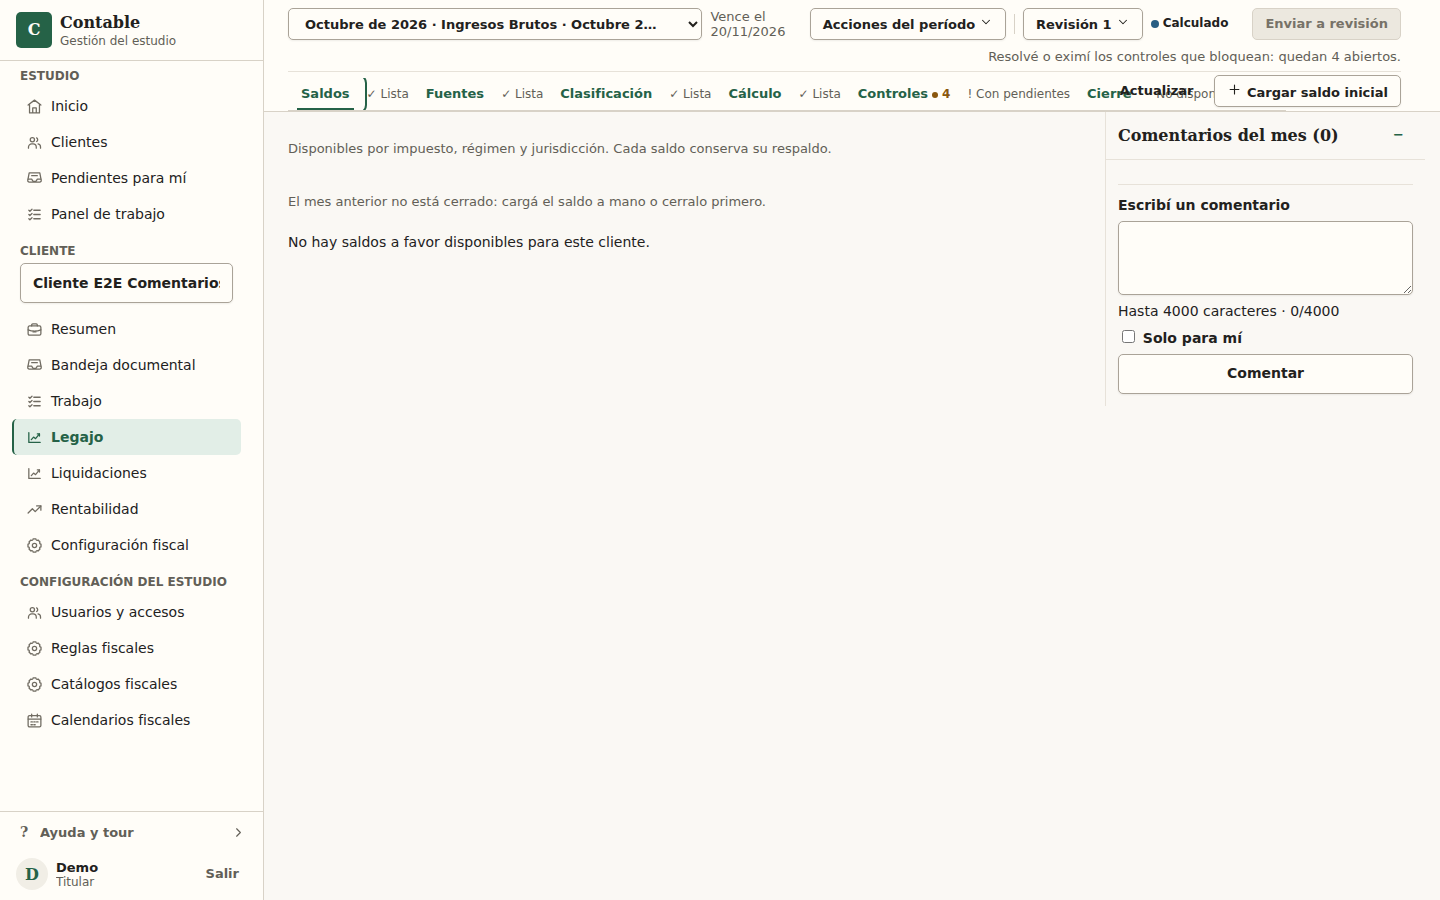 C
Contable
Gestión del estudio
ESTUDIO
Inicio
Clientes
Pendientes para mí
Panel de trabajo
CLIENTE
Cliente E2E Comentarios
Resumen
Bandeja documental
Trabajo
Legajo
Liquidaciones
Rentabilidad
Configuración fiscal
CONFIGURACIÓN DEL ESTUDIO
Usuarios y accesos
Reglas fiscales
Catálogos fiscales
Calendarios fiscales
? Ayuda y tour
D
Demo
Titular
Salir
Octubre de 2026 · Ingresos Brutos · Octubre 2...
Vence el
20/11/2026
Acciones del período
Revisión 1
Calculado
Enviar a revisión
Resolvé o eximí los controles que bloquean: quedan 4 abiertos.
Saldos ✓ Lista Fuentes ✓ Lista Clasificación ✓ Lista Cálculo ✓ Lista Controles 4 ! Con pendientes Cierre
Actualizar
+ Cargar saldo inicial
Disponibles por impuesto, régimen y jurisdicción. Cada saldo conserva su respaldo.
El mes anterior no está cerrado: cargá el saldo a mano o cerralo primero.
No hay saldos a favor disponibles para este cliente.
Comentarios del mes (0) −
Escribí un comentario
Hasta 4000 caracteres · 0/4000
Solo para mí
Comentar